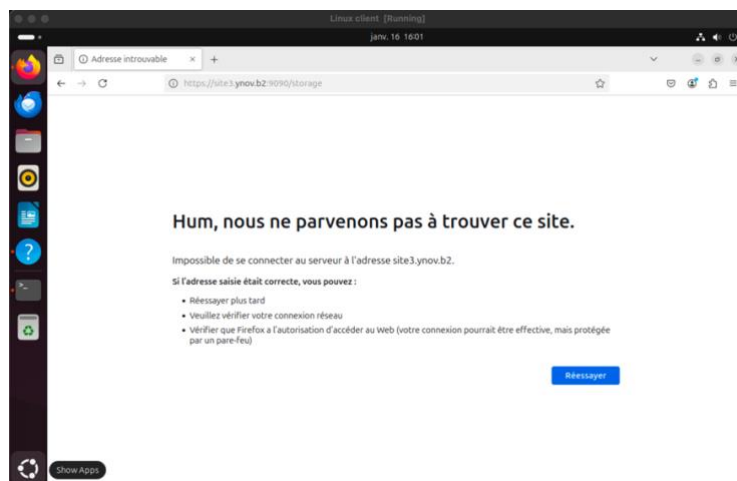 Linux client [Running]
janv. 16 16:01
Adresse introuvable
https://site3.ynov.b2:9090/storage
Hum, nous ne parvenons pas à trouver ce site.
Impossible de se connecter au serveur à l'adresse site3.ynov.b2.
Si l'adresse saisie était correcte, vous pouvez :
• Réessayer plus tard
• Veuillez vérifier votre connexion réseau
• Vérifier que Firefox a l'autorisation d'accéder au Web (votre connexion pourrait être effective, mais protégée
par un pare-feu)
Réessayer
Show Apps